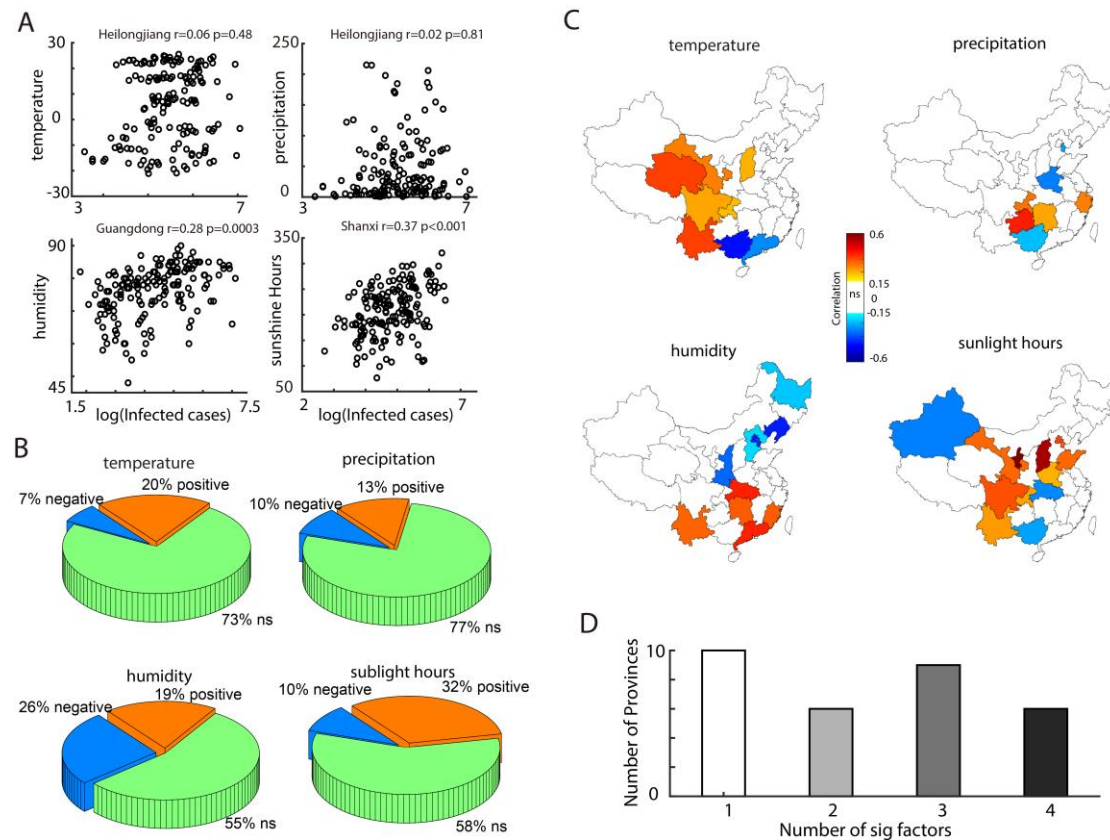 A
Heilongjiang r=0.06 p=0.48
temperature
30
0
-30
3
7
Heilongjiang r=0.02 p=0.81
precipitation
250
0
3
7
Guangdong r=0.28 p=0.0003
humidity
90
45
1.5
7.5
log(Infected cases)
Shanxi r=0.37 p<0.001
sunshine Hours
350
50
2
7
log(Infected cases)
B
temperature
7% negative
20% positive
73% ns
precipitation
10% negative
13% positive
77% ns
humidity
26% negative
19% positive
55% ns
sublight hours
10% negative
32% positive
58% ns
C
temperature
precipitation
Correlation
0.6
0.15
ns
0
-0.15
-0.6
humidity
sunlight hours
D
Number of Provinces
10
0
1
2
3
4
Number of sig factors